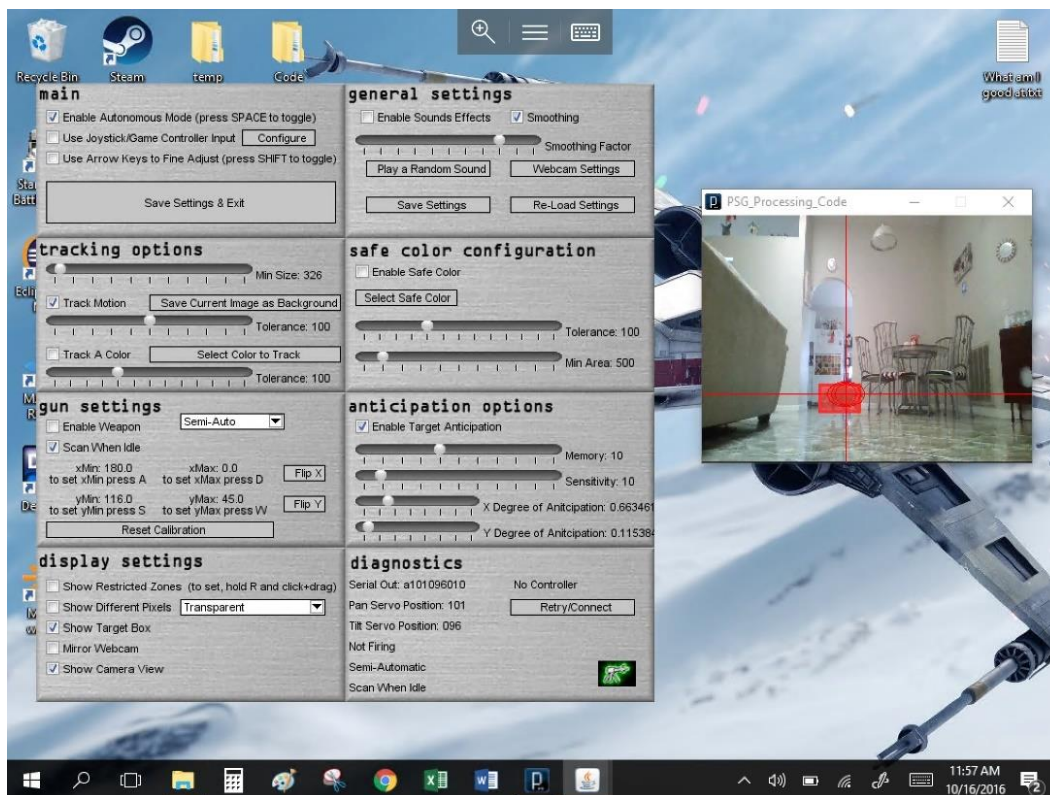 Recycle Bin
Steam
temp
Code
What am I
good at.txt
main
Enable Autonomous Mode (press SPACE to toggle)
Use Joystick/Game Controller Input
Configure
Use Arrow Keys to Fine Adjust (press SHIFT to toggle)
Save Settings & Exit
general settings
Enable Sounds Effects
Smoothing
Smoothing Factor
Play a Random Sound
Webcam Settings
Save Settings
Re-Load Settings
tracking options
Min Size: 326
Track Motion
Save Current Image as Background
Tolerance: 100
Track A Color
Select Color to Track
Tolerance: 100
safe color configuration
Enable Safe Color
Select Safe Color
Tolerance: 100
Min Area: 500
gun settings
Enable Weapon
Semi-Auto
Scan When Idle
xMin: 180.0 xMax: 0.0
to set xMin press A to set xMax press D
Flip X
yMin: 116.0 yMax: 45.0
to set yMin press S to set yMax press W
Flip Y
Reset Calibration
anticipation options
Enable Target Anticipation
Memory: 10
Sensitivity: 10
X Degree of Anitcipation: 0.663461
Y Degree of Anitcipation: 0.115384
display settings
Show Restricted Zones (to set, hold R and click+drag)
Show Different Pixels
Transparent
Show Target Box
Mirror Webcam
Show Camera View
diagnostics
Serial Out: a101096010
No Controller
Pan Servo Position: 101
Retry/Connect
Tilt Servo Position: 096
Not Firing
Semi-Automatic
Scan When Idle
PSG_Processing_Code
11:57 AM
10/16/2016
2